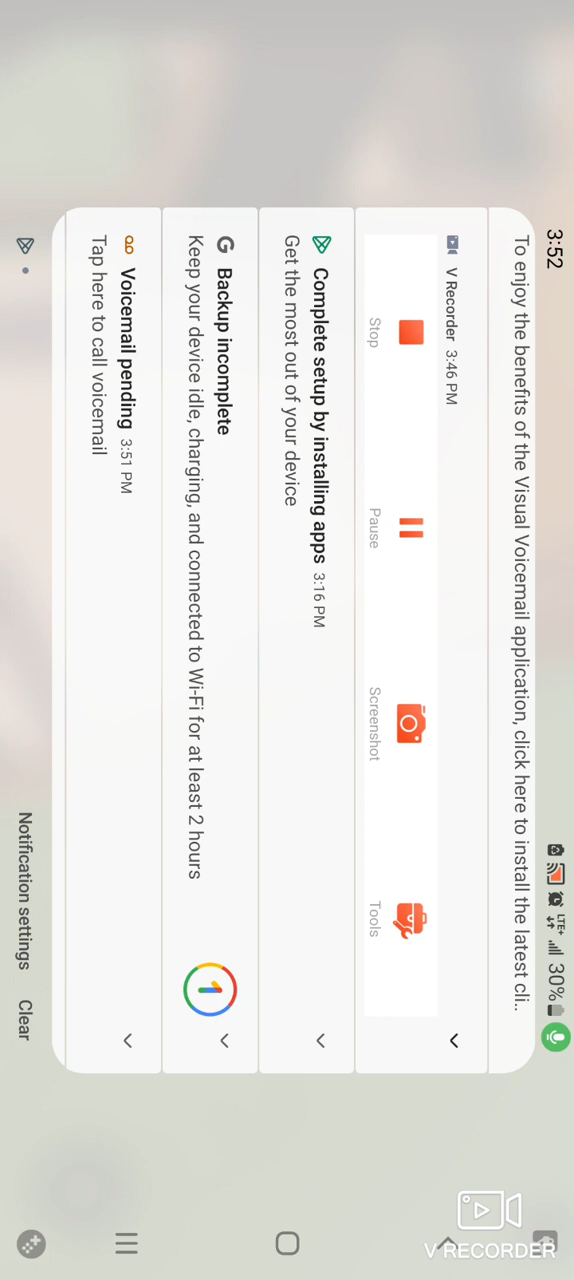 3:52
LTE+
30%
To enjoy the benefits of the Visual Voicemail application, click here to install the latest cli..
V Recorder 3:46 PM
Stop
Pause
Screenshot
Tools
Complete setup by installing apps 3:16 PM
Get the most out of your device
Backup incomplete
Keep your device idle, charging, and connected to Wi-Fi for at least 2 hours
Voicemail pending 3:51 PM
Tap here to call voicemail
Notification settings
Clear
V RECORDER